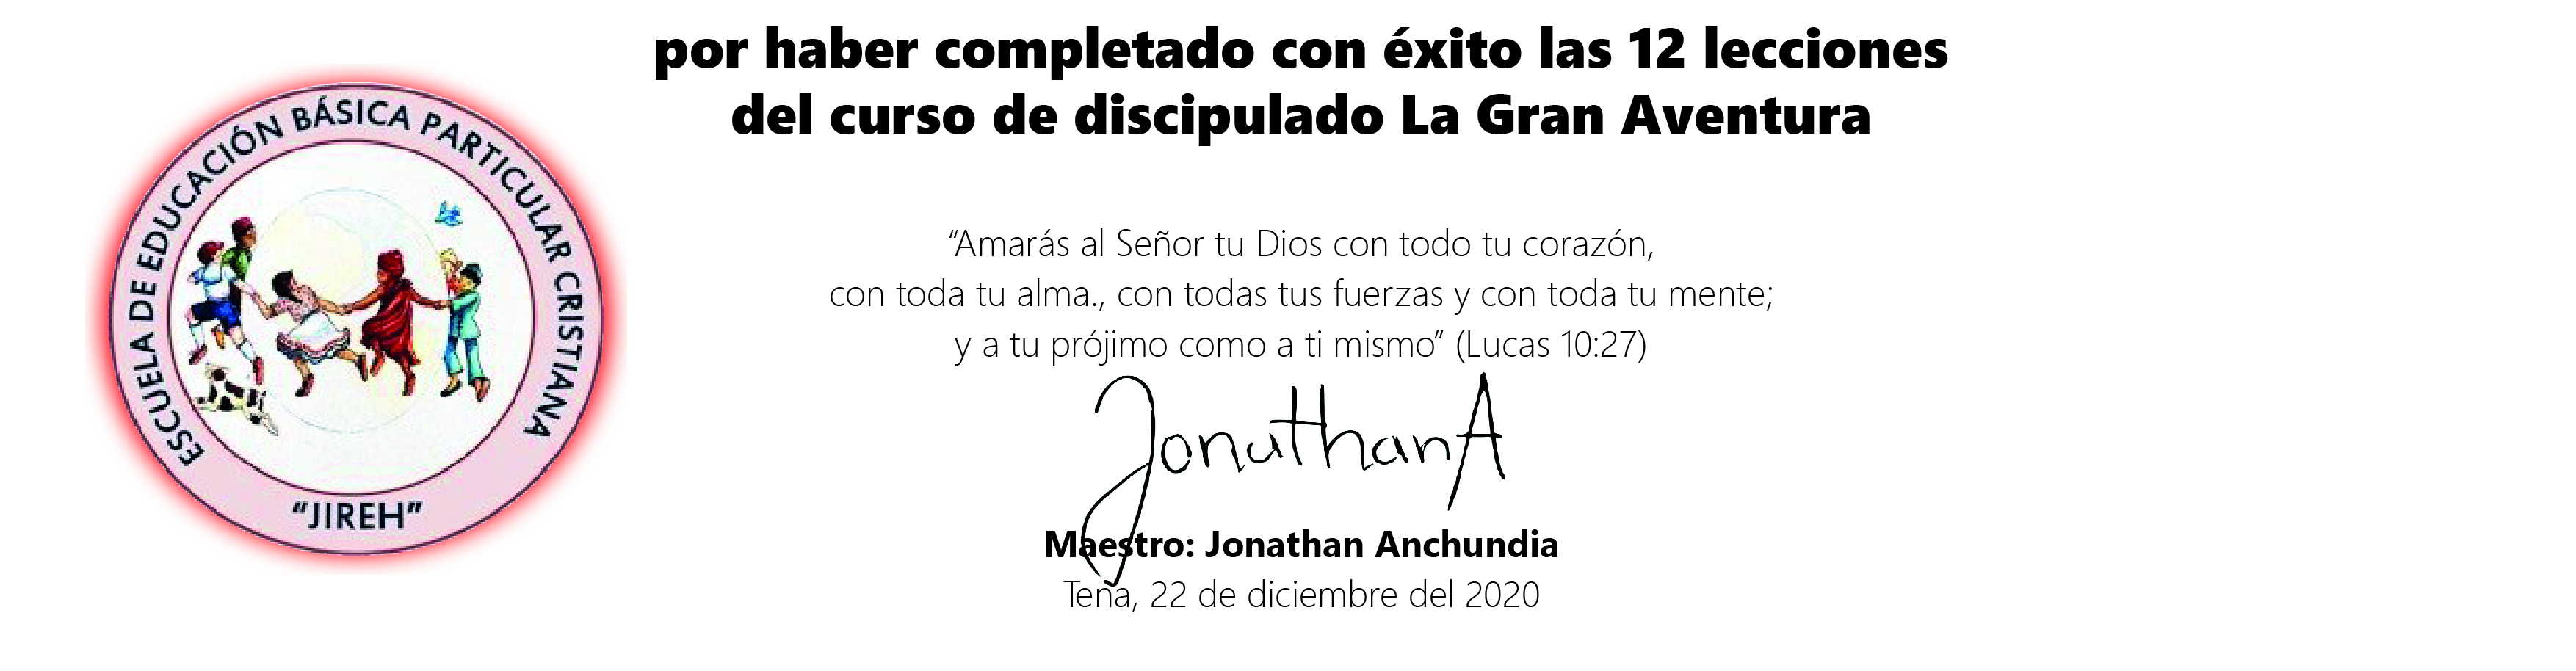 por haber completado con éxito las 12 lecciones
del curso de discipulado La Gran Aventura
ESCUELA DE EDUCACIÓN BÁSICA PARTICULAR CRISTIANA
"JIREH"
“Amarás al Señor tu Dios con todo tu corazón,
con toda tu alma., con todas tus fuerzas y con toda tu mente;
y a tu prójimo como a ti mismo” (Lucas 10:27)
Jonathan A
Maestro: Jonathan Anchundia
Tena, 22 de diciembre del 2020